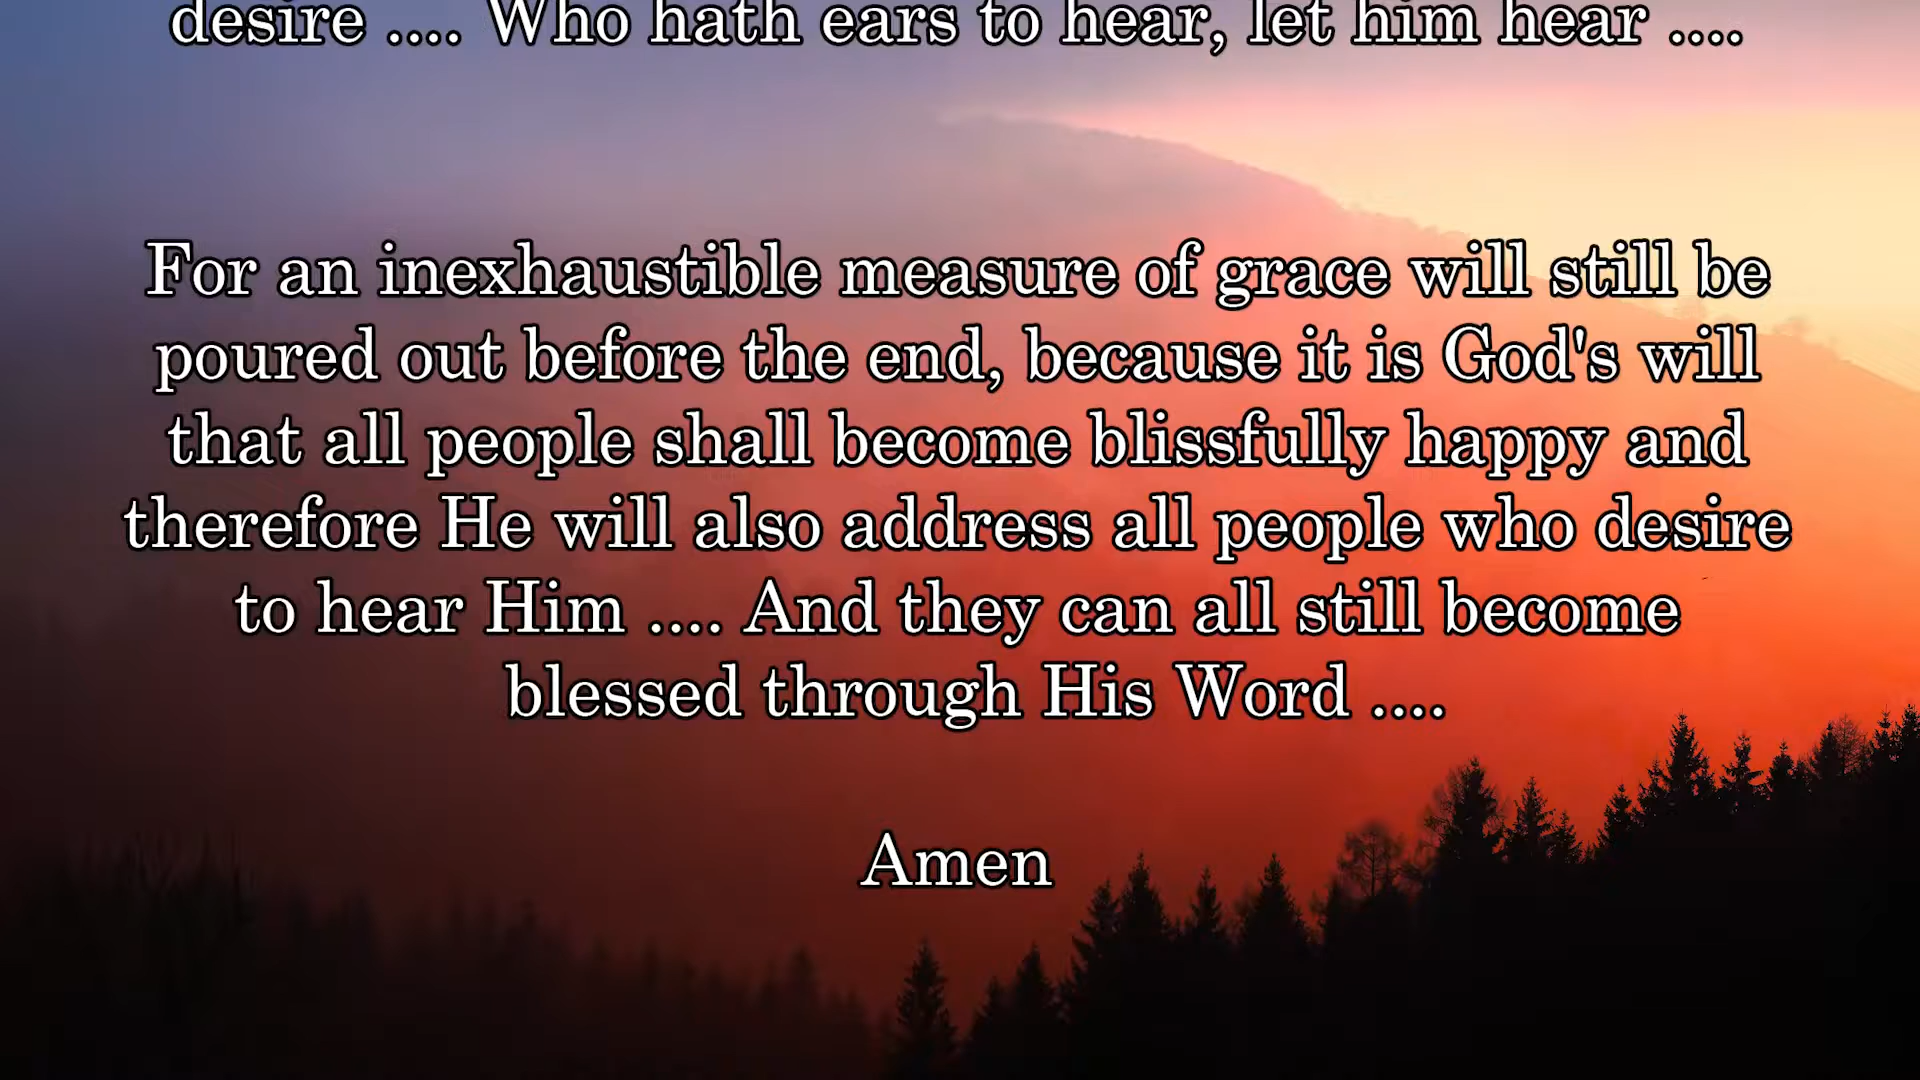 desire .... Who hath ears to hear, let him hear ....
For an inexhaustible measure of grace will still be
poured out before the end, because it is God's will
that all people shall become blissfully happy and
therefore He will also address all people who desire
to hear Him .... And they can all still become
blessed through His Word ....
Amen